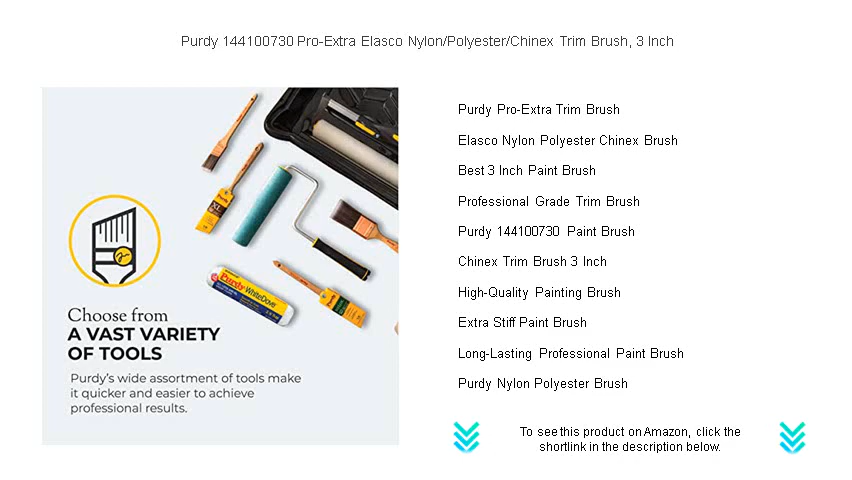 Purdy 144100730 Pro-Extra Elasco Nylon/Polyester/Chinex Trim Brush, 3 Inch
Choose from
A VAST VARIETY
OF TOOLS
Purdy's wide assortment of tools make
it quicker and easier to achieve
professional results.
Purdy
WhiteDove
Purdy Pro-Extra Trim Brush
Elasco Nylon Polyester Chinex Brush
Best 3 Inch Paint Brush
Professional Grade Trim Brush
Purdy 144100730 Paint Brush
Chinex Trim Brush 3 Inch
High-Quality Painting Brush
Extra Stiff Paint Brush
Long-Lasting Professional Paint Brush
Purdy Nylon Polyester Brush
To see this product on Amazon, click the
shortlink in the description below.